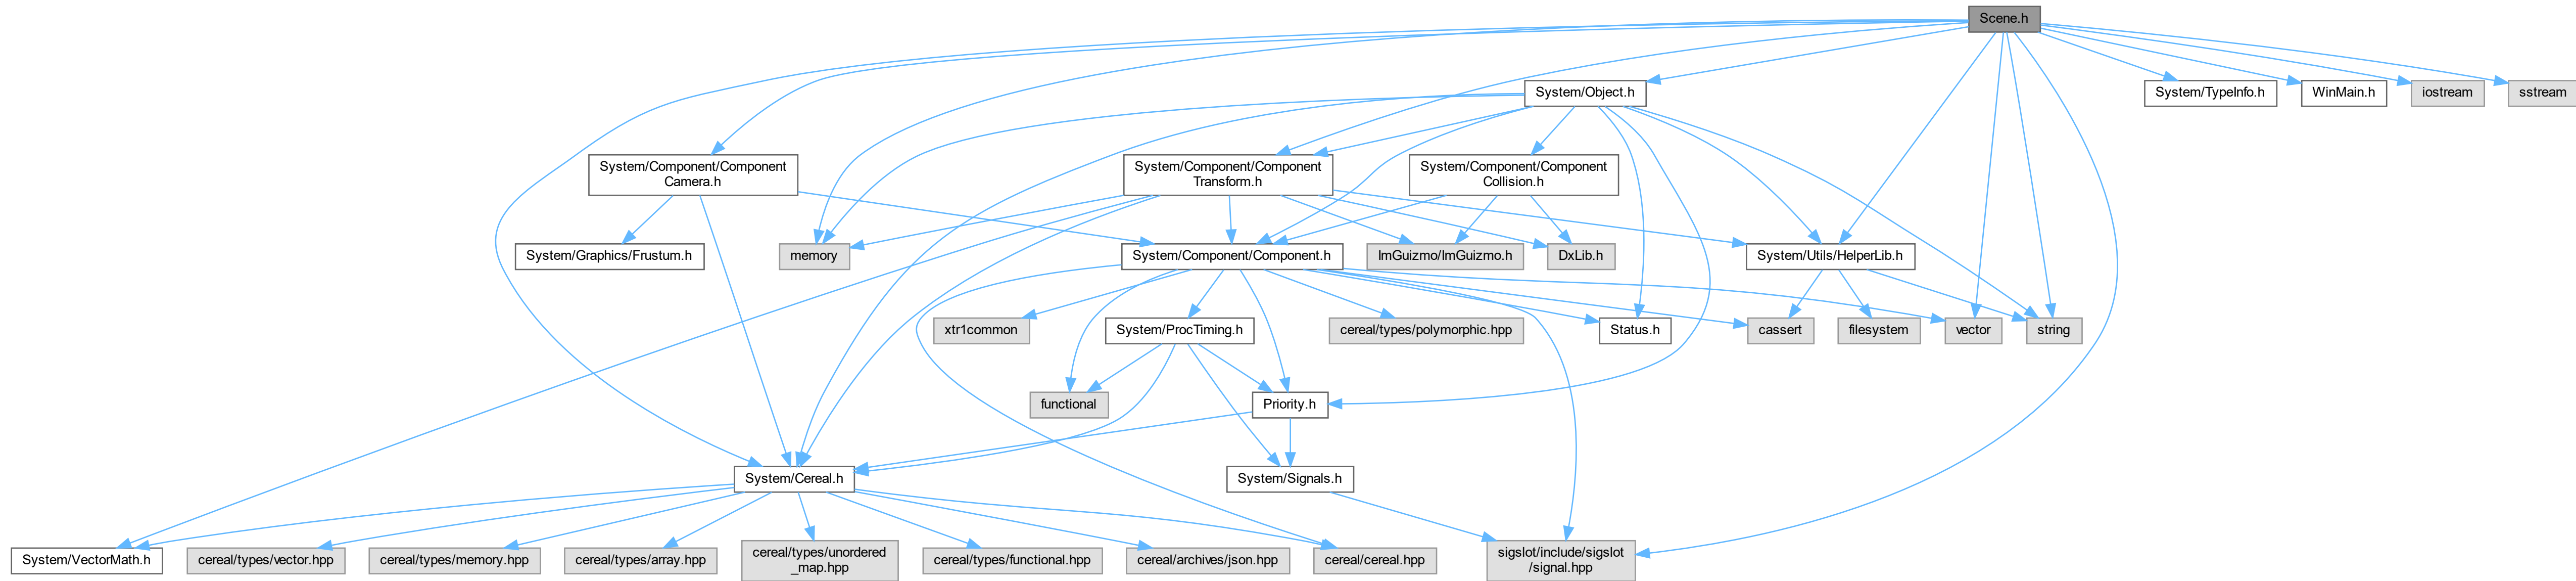 Scene.h
System/Object.h
System/TypeInfo.h
WinMain.h
iostream
sstream
System/Component/Component
Camera.h
System/Component/Component
Transform.h
System/Component/Component
Collision.h
System/Graphics/Frustum.h
memory
System/Component/Component.h
ImGuizmo/ImGuizmo.h
DxLib.h
System/Utils/HelperLib.h
xtr1common
System/ProcTiming.h
cereal/types/polymorphic.hpp
Status.h
cassert
filesystem
vector
string
functional
Priority.h
System/Cereal.h
System/Signals.h
System/VectorMath.h
cereal/types/vector.hpp
cereal/types/memory.hpp
cereal/types/array.hpp
cereal/types/unordered
_map.hpp
cereal/types/functional.hpp
cereal/archives/json.hpp
cereal/cereal.hpp
sigslot/include/sigslot
/signal.hpp